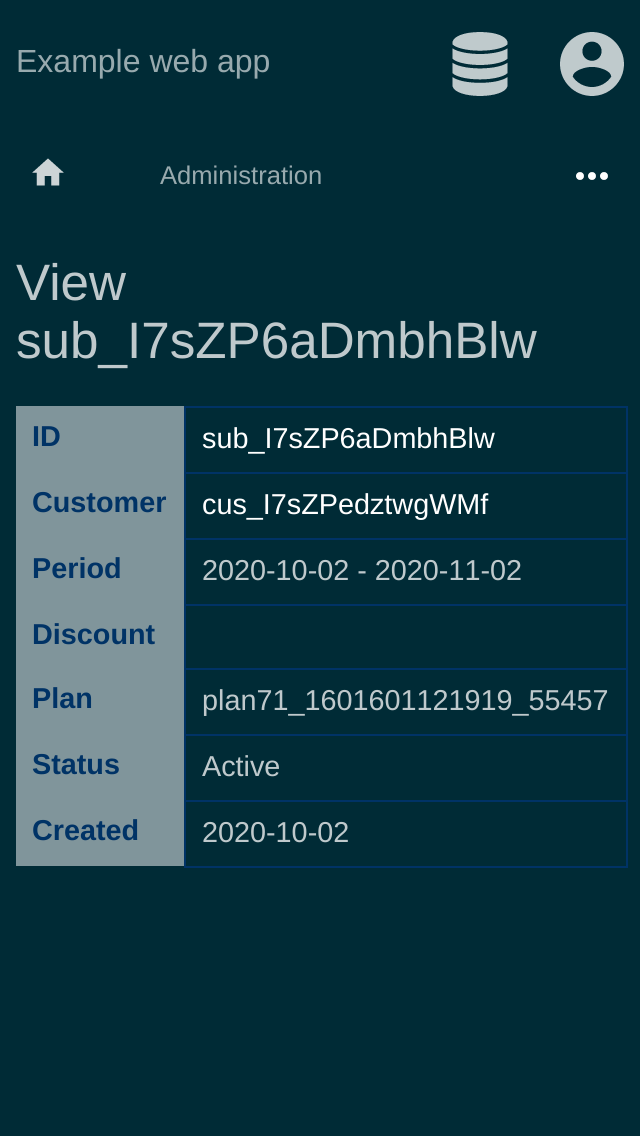 Example web app
Administration
View
sub_I7sZP6aDmbhBlw
ID sub_I7sZP6aDmbhBlw
Customer cus_I7sZPedztwgWMf
Period 2020-10-02 - 2020-11-02
Discount
Plan plan71_1601601121919_55457
Status Active
Created 2020-10-02